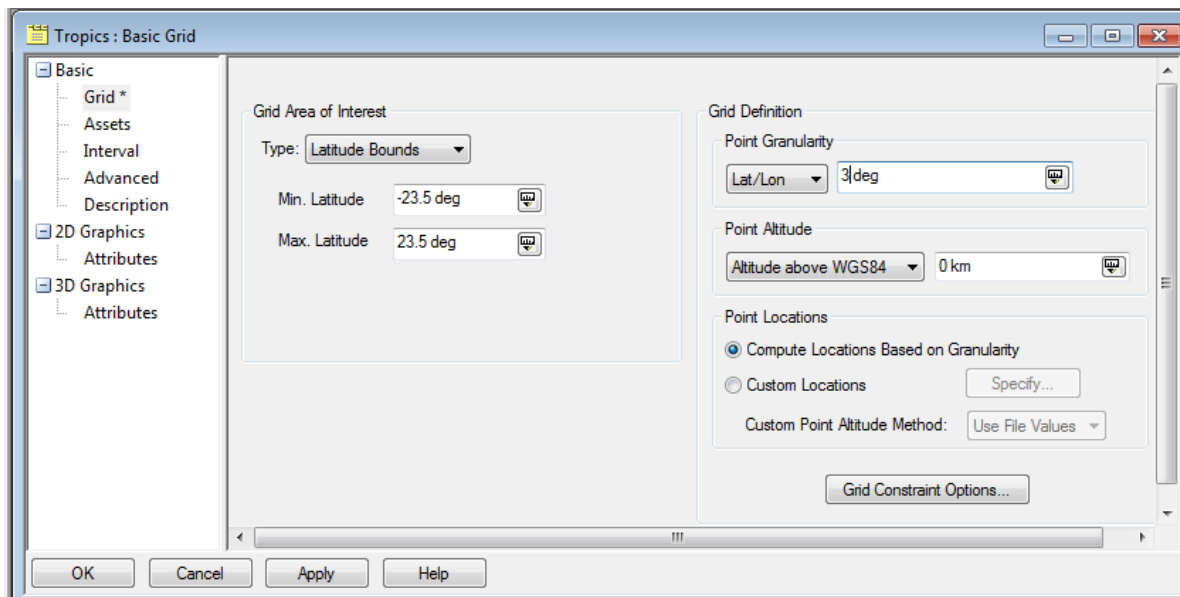 Tropics : Basic Grid
Basic
Grid *
Assets
Interval
Advanced
Description
2D Graphics
Attributes
3D Graphics
Attributes
Grid Area of Interest
Type: Latitude Bounds
Min. Latitude -23.5 deg
Max. Latitude 23.5 deg
Grid Definition
Point Granularity
Lat/Lon 3 deg
Point Altitude
Altitude above WGS84 0 km
Point Locations
Compute Locations Based on Granularity
Custom Locations Specify...
Custom Point Altitude Method: Use File Values
Grid Constraint Options...
OK Cancel Apply Help